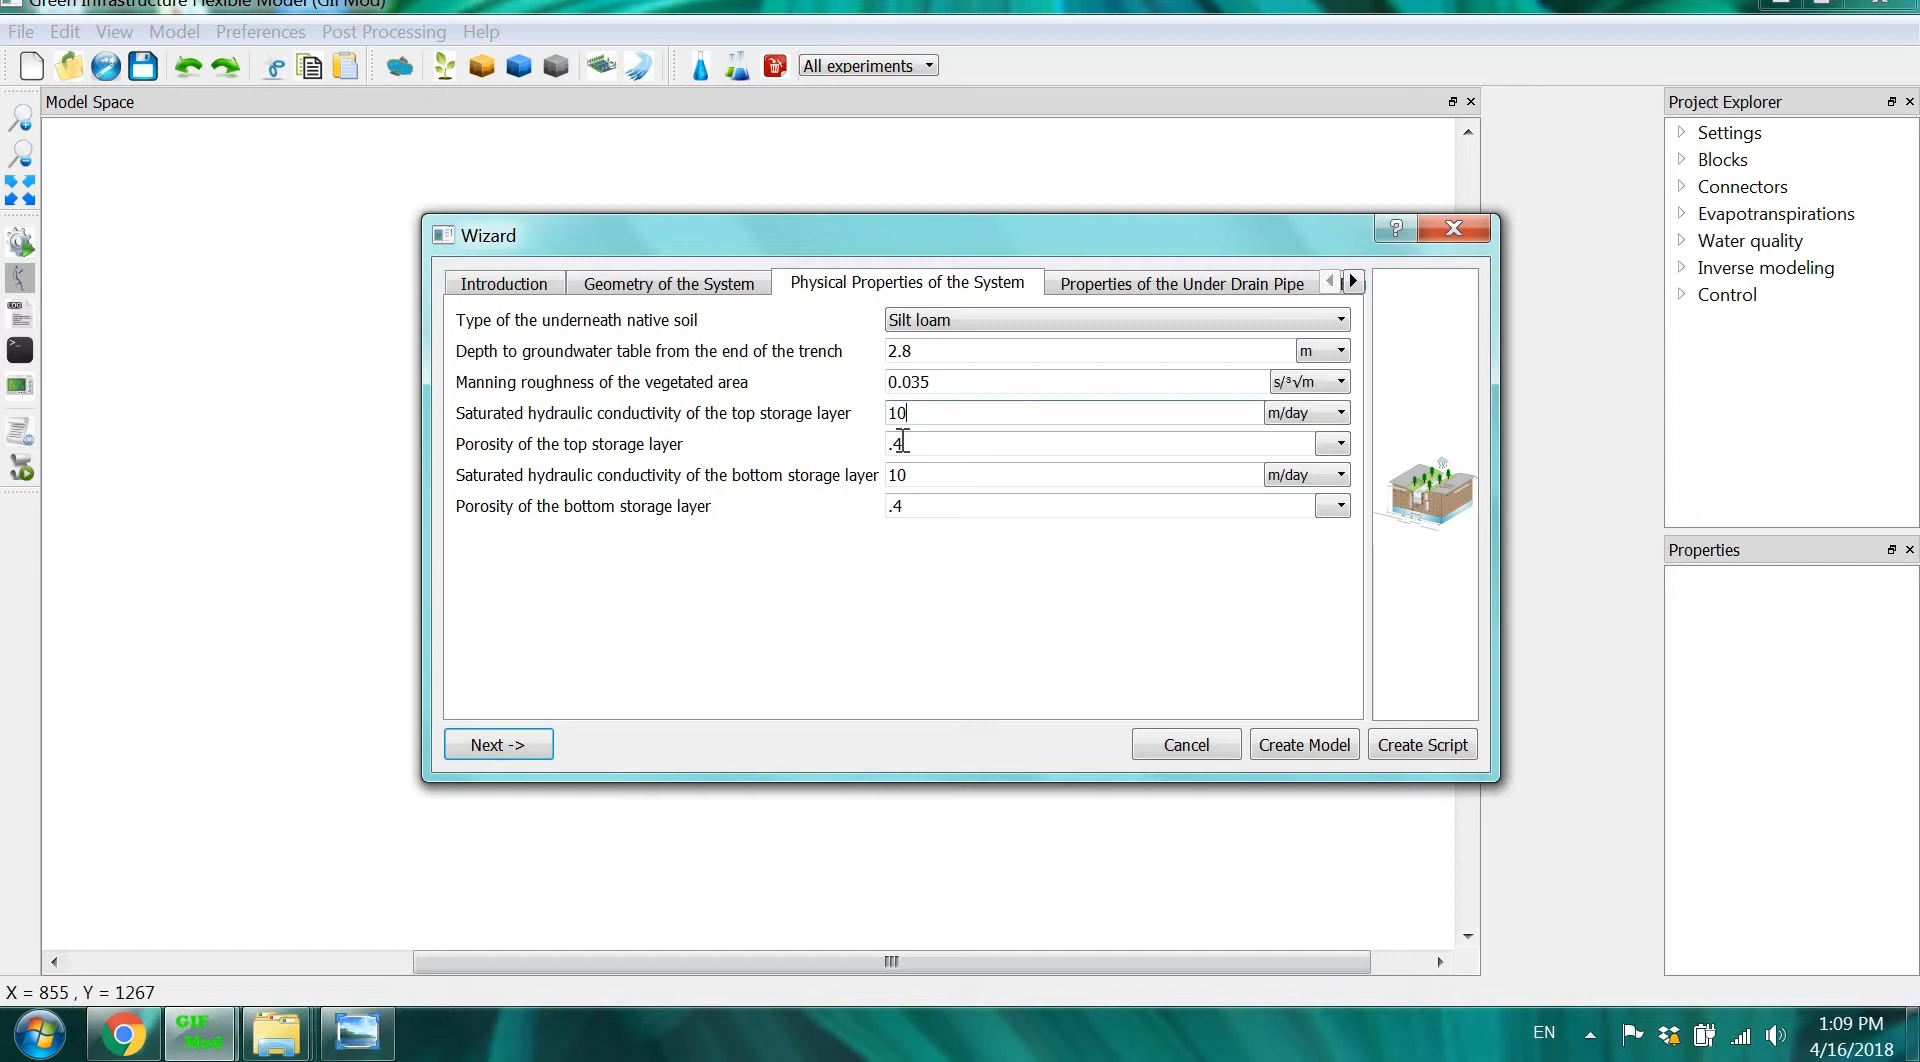 Green Infrastructure Flexible Model (GIFMod)
File Edit View Model Preferences Post Processing Help
All experiments
Model Space
Project Explorer
Settings
Blocks
Connectors
Evapotranspirations
Water quality
Inverse modeling
Control
Wizard
Introduction Geometry of the System Physical Properties of the System Properties of the Under Drain Pipe
Type of the underneath native soil Silt loam
Depth to groundwater table from the end of the trench 2.8 m
Manning roughness of the vegetated area 0.035 s/³√m
Saturated hydraulic conductivity of the top storage layer 10 m/day
Porosity of the top storage layer .4
Saturated hydraulic conductivity of the bottom storage layer 10 m/day
Porosity of the bottom storage layer .4
Next -> Cancel Create Model Create Script
Properties
X = 855 , Y = 1267
GIF
Mod
EN
1:09 PM
4/16/2018